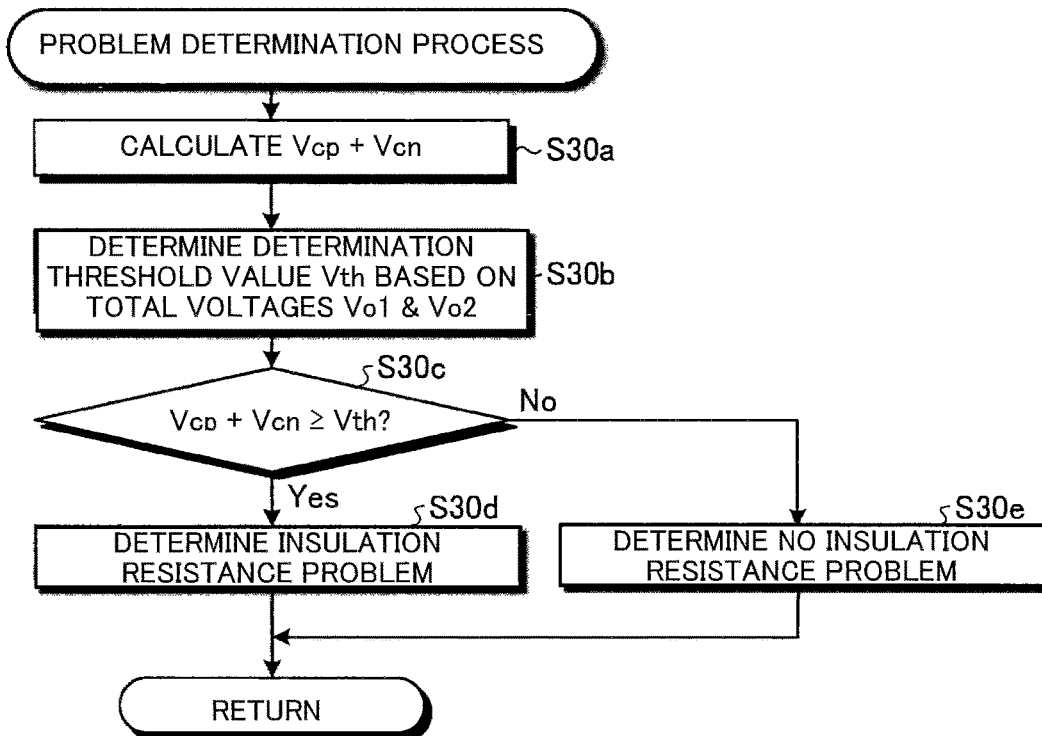 PROBLEM DETERMINATION PROCESS
CALCULATE Vcp + Vcn
S30a
DETERMINE DETERMINATION
THRESHOLD VALUE Vth BASED ON
TOTAL VOLTAGES Vo1 & Vo2
S30b
S30c
Vcp + Vcn ≥ Vth?
No
Yes
S30d
DETERMINE INSULATION
RESISTANCE PROBLEM
S30e
DETERMINE NO INSULATION
RESISTANCE PROBLEM
RETURN